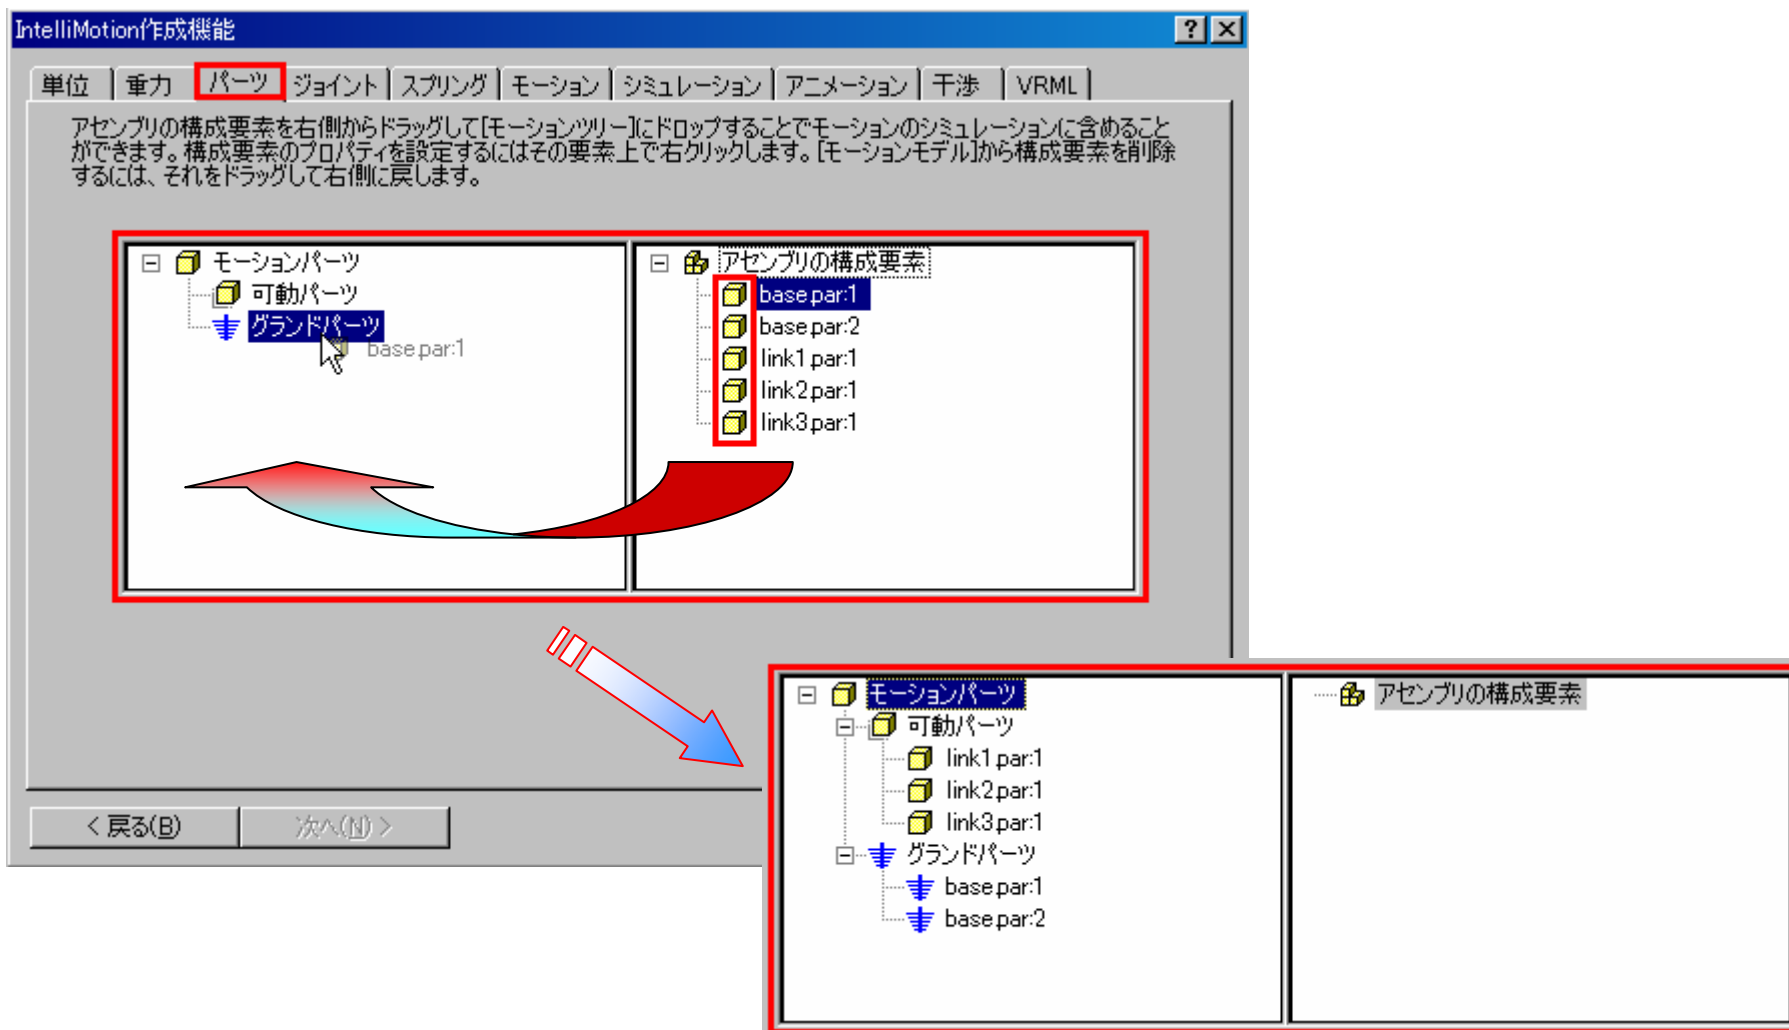 IntelliMotion作成機能
単位 重力 パーツ ジョイント スプリング モーション シミュレーション アニメーション 干渉 VRML
アセンブリの構成要素を右側からドラッグして[モーションツリー]にドロップすることでモーションのシミュレーションに含めること
ができます。構成要素のプロパティを設定するにはその要素上で右クリックします。[モーションモデル]から構成要素を削除
するには、それをドラッグして右側に戻します。
モーションパーツ
可動パーツ
グランドパーツ
base.par:1
アセンブリの構成要素
base.par:1
base.par:2
link1.par:1
link2.par:1
link3.par:1
< 戻る(B)
次へ(N) >
モーションパーツ
可動パーツ
link1.par:1
link2.par:1
link3.par:1
グランドパーツ
base.par:1
base.par:2
アセンブリの構成要素